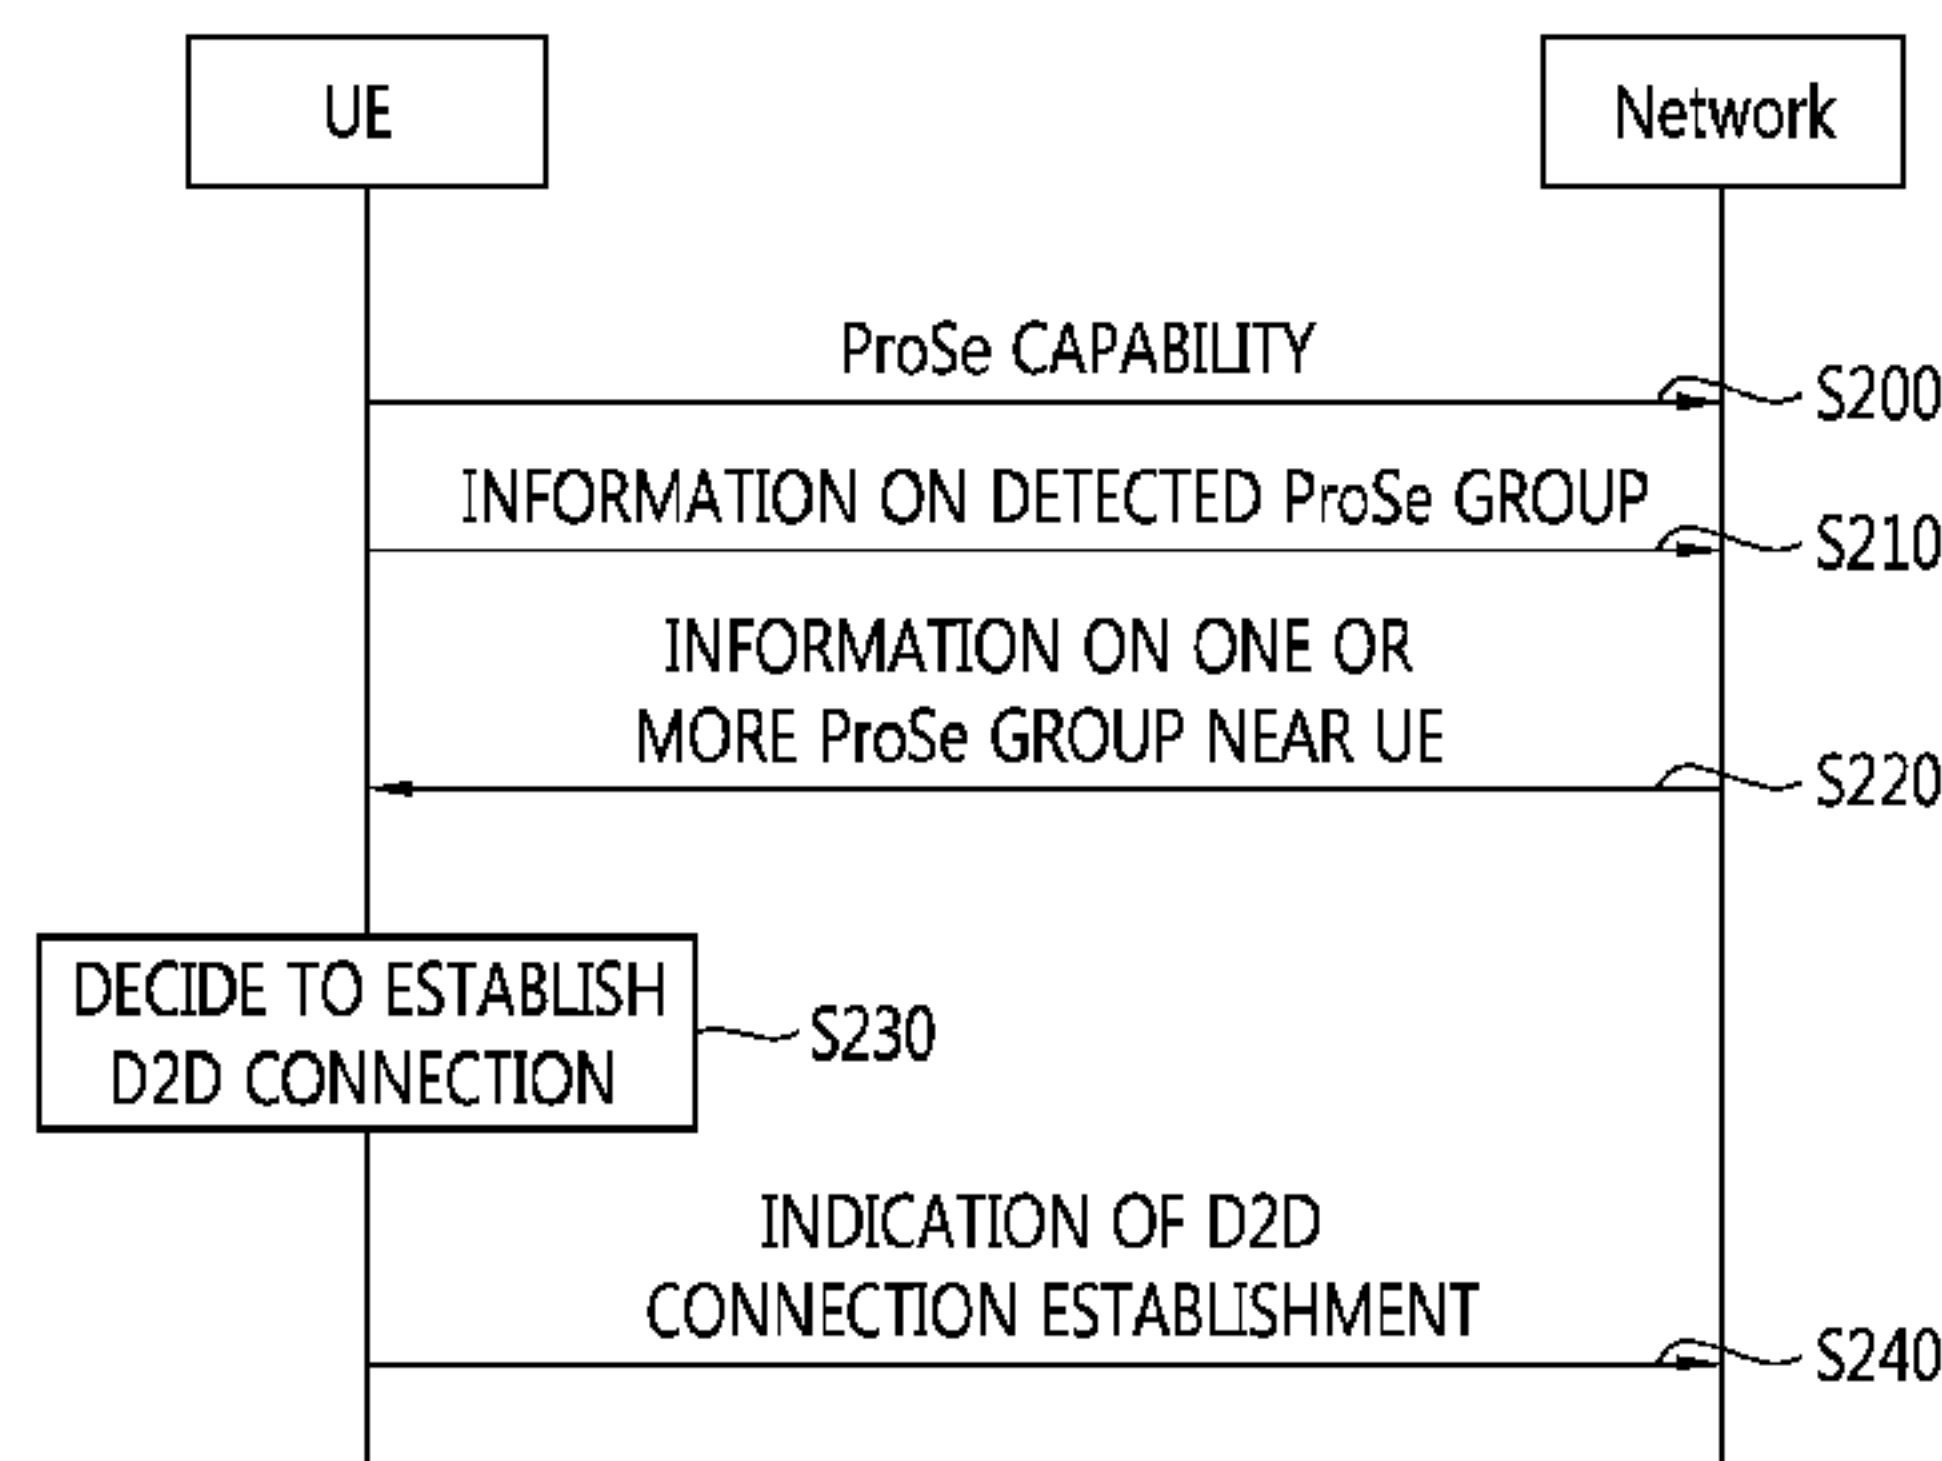 UE
Network
ProSe CAPABILITY
S200
INFORMATION ON DETECTED ProSe GROUP
S210
INFORMATION ON ONE OR
MORE ProSe GROUP NEAR UE
S220
DECIDE TO ESTABLISH
D2D CONNECTION
S230
INDICATION OF D2D
CONNECTION ESTABLISHMENT
S240